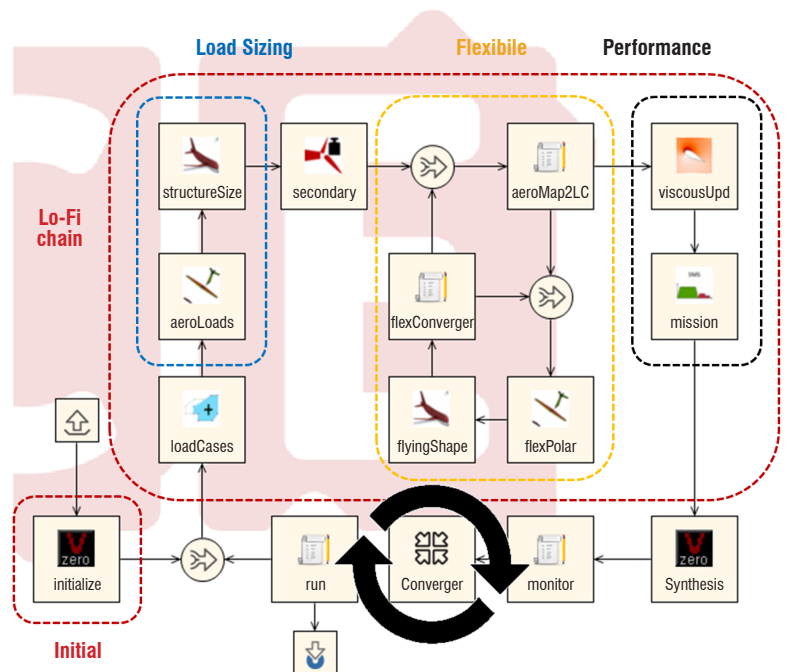 Load Sizing
Flexibile
Performance
Lo-Fi
chain
structureSize
secondary
aeroMap2LC
viscousUpd
aeroLoads
flexConverger
SMS
mission
loadCases
flyingShape
flexPolar
V
zero
initialize
run
Converger
monitor
V
zero
Synthesis
Initial